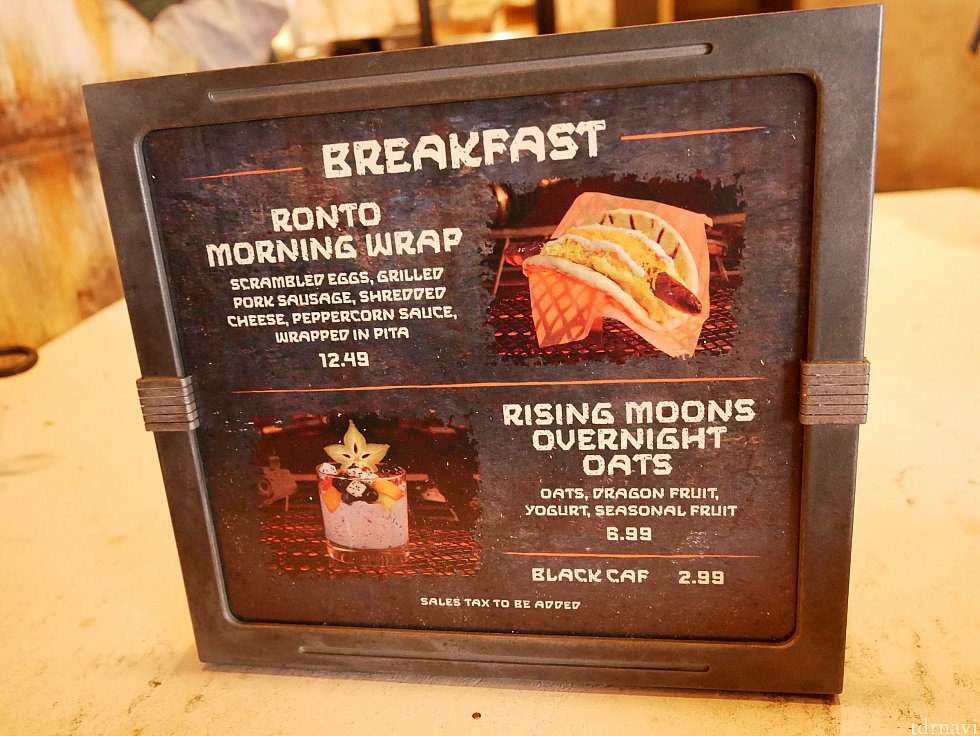 BREAKFAST
RONTO
MORNING WRAP
SCRAMBLED EGGS, GRILLED
PORK SAUSAGE, SHREDDED
CHEESE, PEPPERCORN SAUCE,
WRAPPED IN PITA
12.49
RISING MOONS
OVERNIGHT
OATS
OATS, DRAGON FRUIT,
YOGURT, SEASONAL FRUIT
6.99
BLACK CAF 2.99
SALES TAX TO BE ADDED
tdrnavi